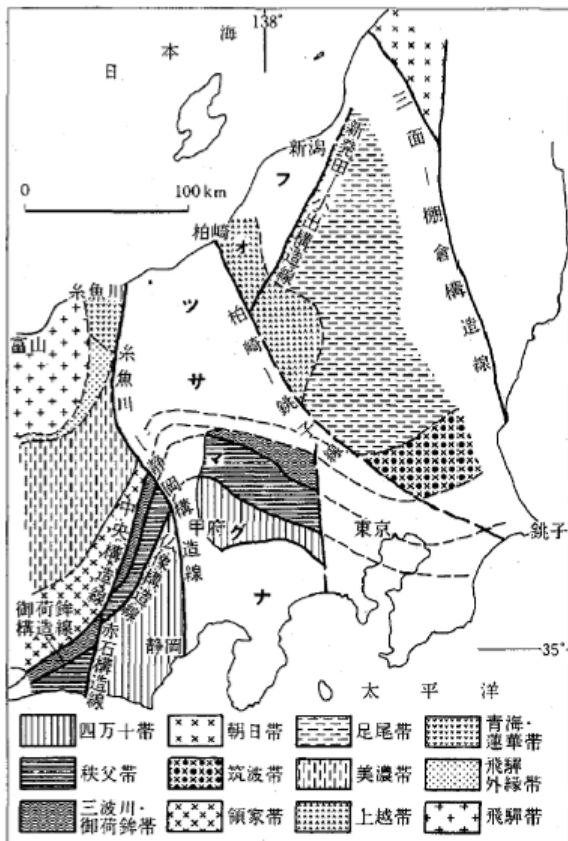 138°
日本海
0 100km
新潟
フ
新発田―小出構造線
三面―棚倉構造線
柏崎
オ
糸魚川
ツ
富山
サ
糸魚川―静岡構造線
柏崎―銚子線
マ
甲府
グ
東京
銚子
中央構造線
八東構造線
ナ
御荷鉾構造線
赤石構造線
静岡
35°
太平洋
四万十帯
朝日帯
足尾帯
青海・蓮華帯
秩父帯
筑波帯
美濃帯
飛騨外縁帯
三波川・御荷鉾帯
領家帯
上越帯
飛騨帯